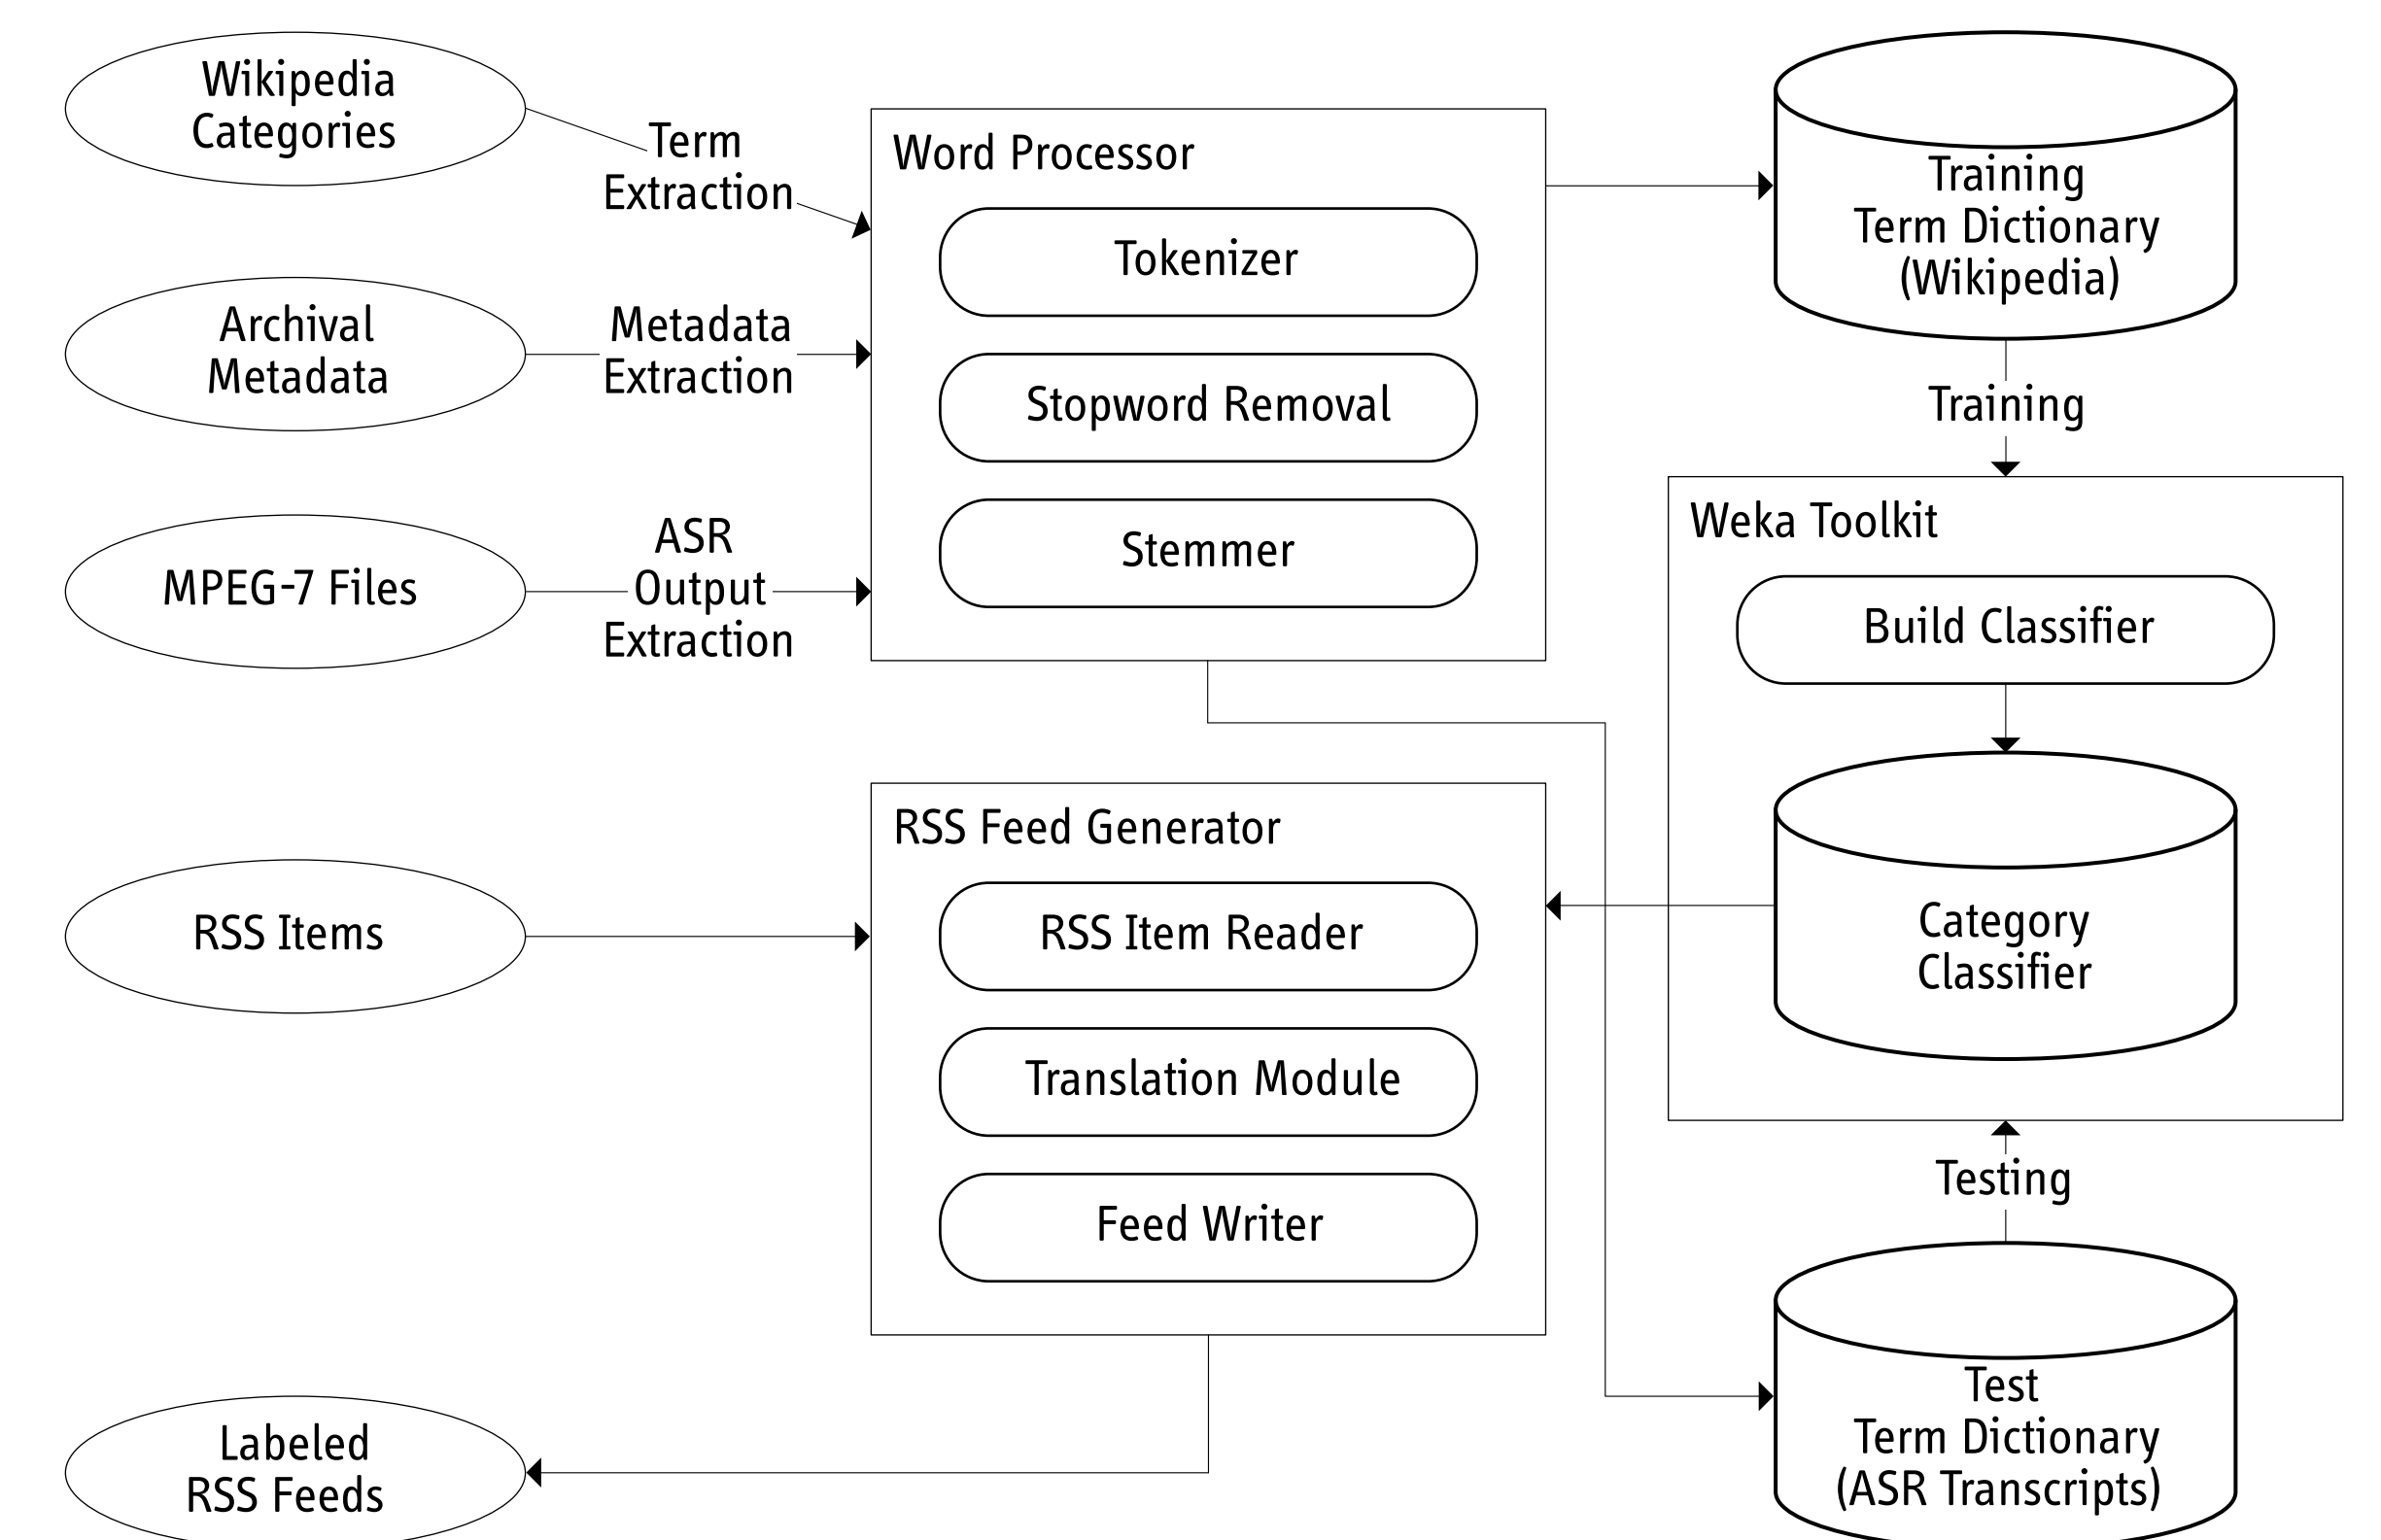 Wikipedia
Categories
Term
Extraction
Archival
Metadata
Metadata
Extraction
MPEG-7 Files
ASR
Output
Extraction
Word Processor
Tokenizer
Stopword Removal
Stemmer
Training
Term Dictionary
(Wikipedia)
Training
Weka Toolkit
Build Classifier
Category
Classifier
RSS Items
RSS Feed Generator
RSS Item Reader
Translation Module
Feed Writer
Testing
Test
Term Dictionary
(ASR Transcripts)
Labeled
RSS Feeds